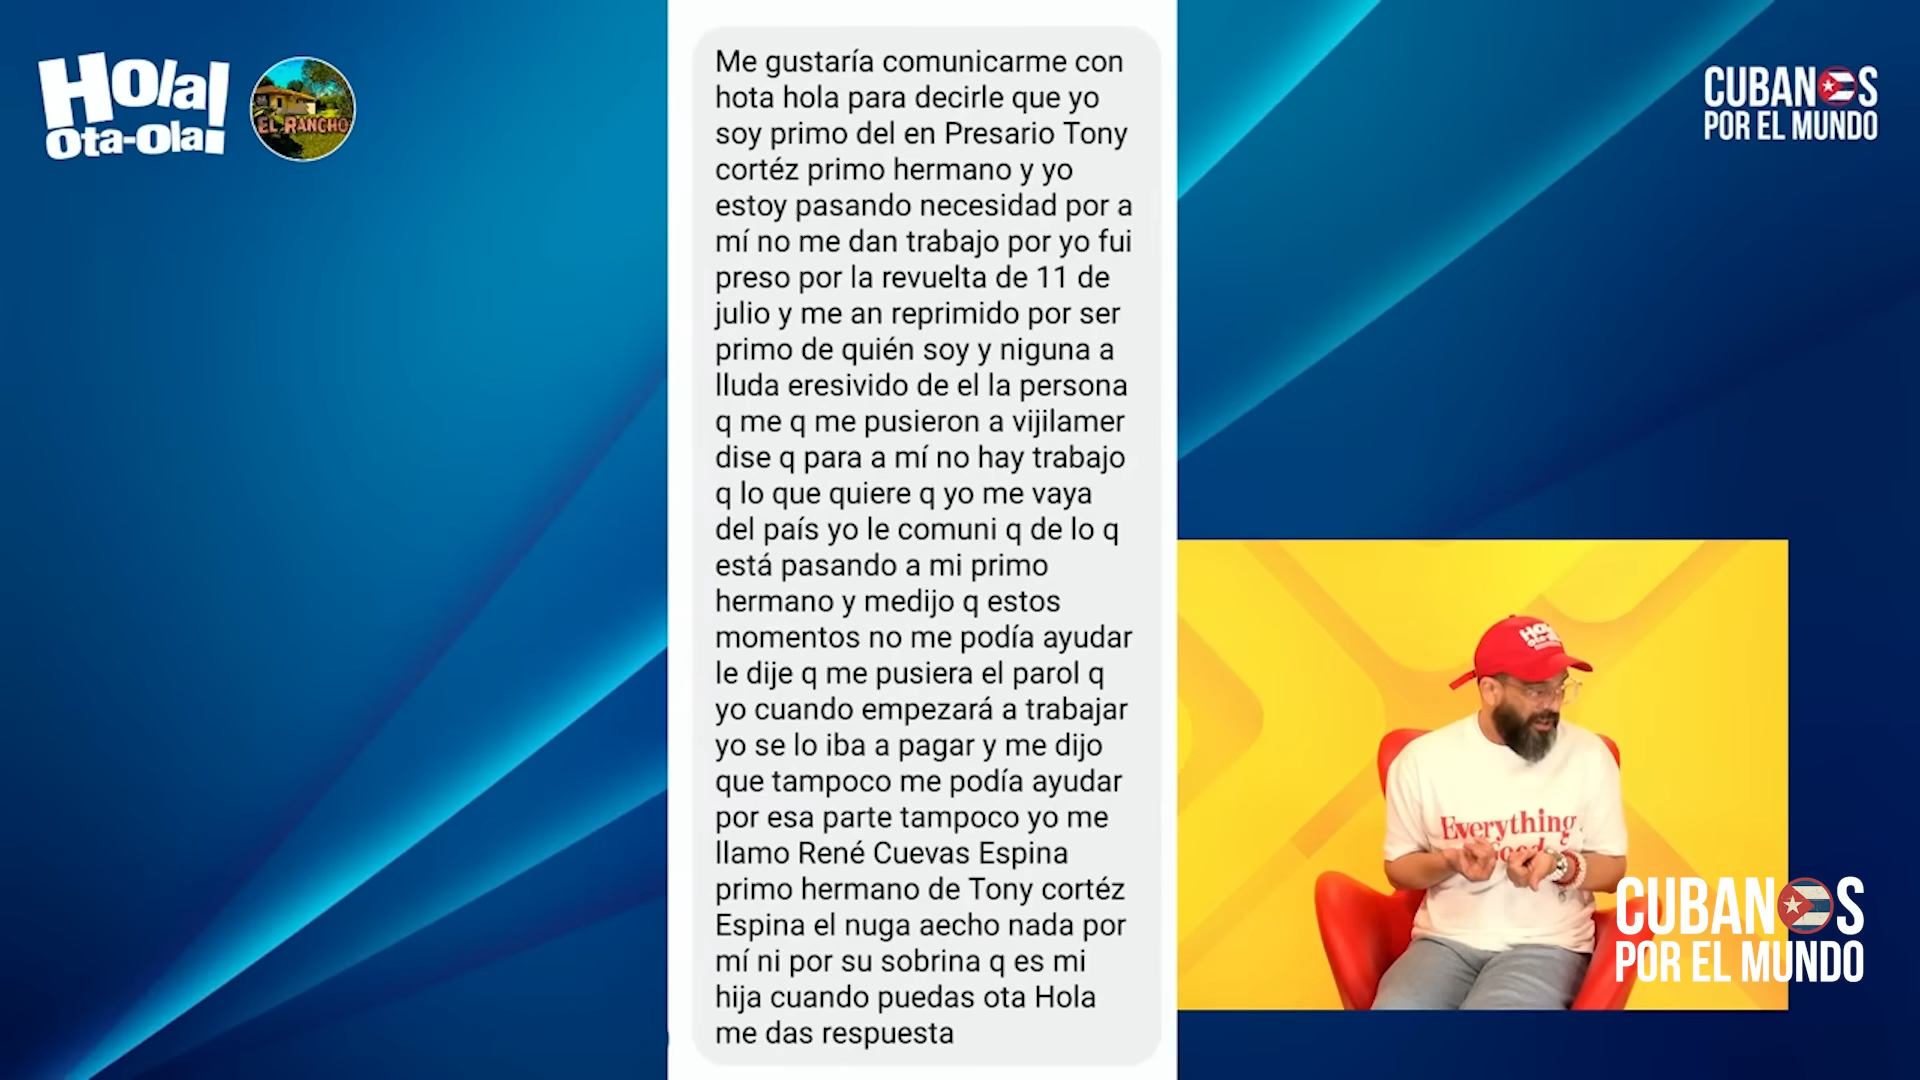 Hola!
Ota-Ola!
EL RANCHO
CUBANOS
POR EL MUNDO
Me gustaría comunicarme con
hota hola para decirle que yo
soy primo del en Presario Tony
cortéz primo hermano y yo
estoy pasando necesidad por a
mí no me dan trabajo por yo fui
preso por la revuelta de 11 de
julio y me an reprimido por ser
primo de quién soy y niguna a
lluda eresivido de el la persona
q me q me pusieron a vijilamer
dise q para a mí no hay trabajo
q lo que quiere q yo me vaya
del país yo le comuni q de lo q
está pasando a mi primo
hermano y medijo q estos
momentos no me podía ayudar
le dije q me pusiera el parol q
yo cuando empezará a trabajar
yo se lo iba a pagar y me dijo
que tampoco me podía ayudar
por esa parte tampoco yo me
llamo René Cuevas Espina
primo hermano de Tony cortéz
Espina el nuga aecho nada por
mí ni por su sobrina q es mi
hija cuando puedas ota Hola
me das respuesta
Everything
CUBANOS
POR EL MUNDO